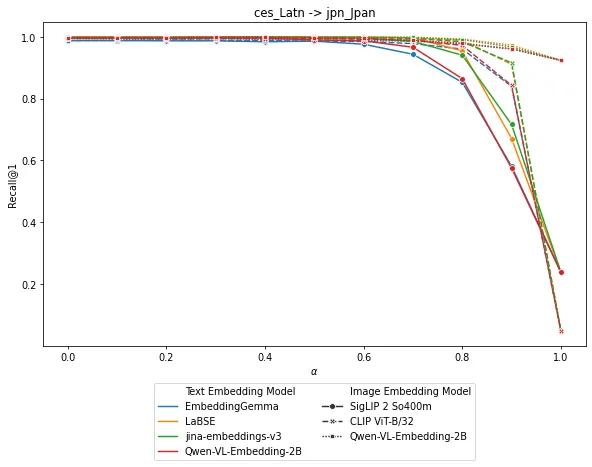 ces_Latn -> jpn_Jpan
Recall@1
1.0
0.8
0.6
0.4
0.2
0.0 0.2 0.4 0.6 0.8 1.0
α
Text Embedding Model Image Embedding Model
EmbeddingGemma SigLIP 2 So400m
LaBSE CLIP ViT-B/32
jina-embeddings-v3 Qwen-VL-Embedding-2B
Qwen-VL-Embedding-2B